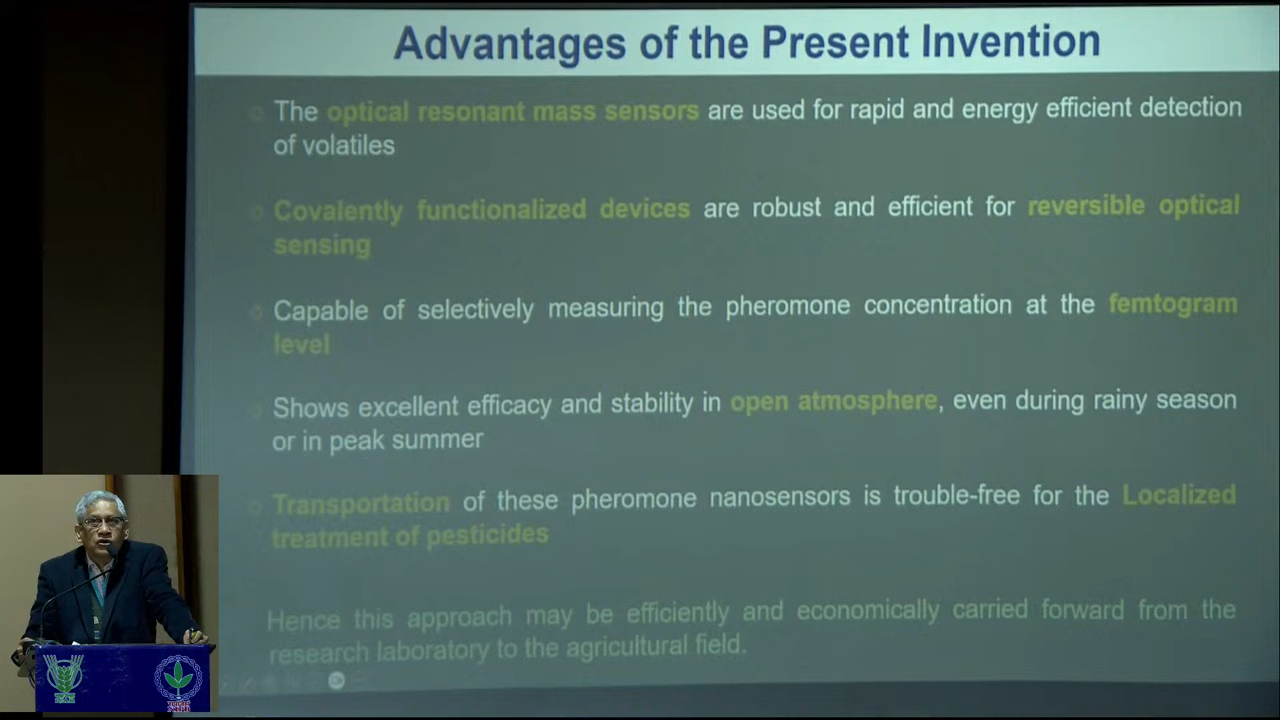 Advantages of the Present Invention
The optical resonant mass sensors are used for rapid and energy efficient detection
of volatiles
Covalently functionalized devices are robust and efficient for reversible optical
sensing
Capable of selectively measuring the pheromone concentration at the femtogram
level
Shows excellent efficacy and stability in open atmosphere, even during rainy season
or in peak summer
Transportation of these pheromone nanosensors is trouble-free for the Localized
treatment of pesticides
Hence this approach may be efficiently and economically carried forward from the
research laboratory to the agricultural field.